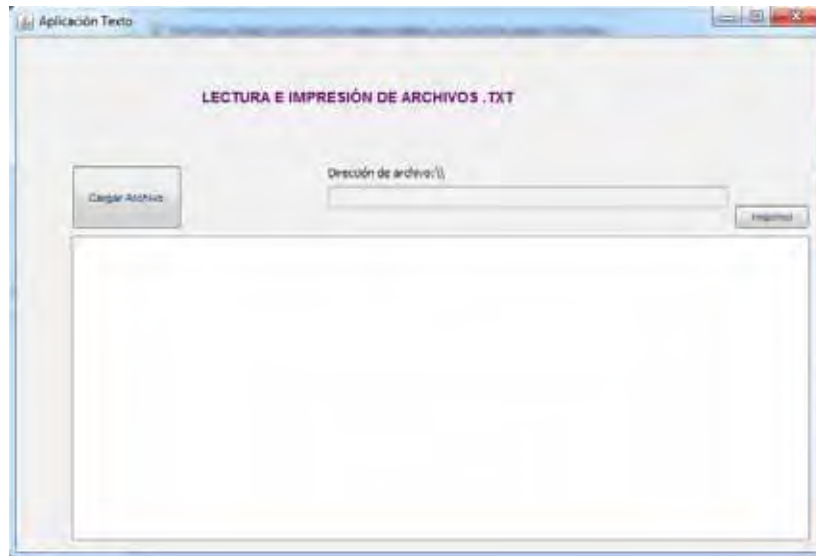 Aplicación Texto
LECTURA E IMPRESIÓN DE ARCHIVOS .TXT
Dirección de archivo:\\
Cargar Archivo
Imprimir